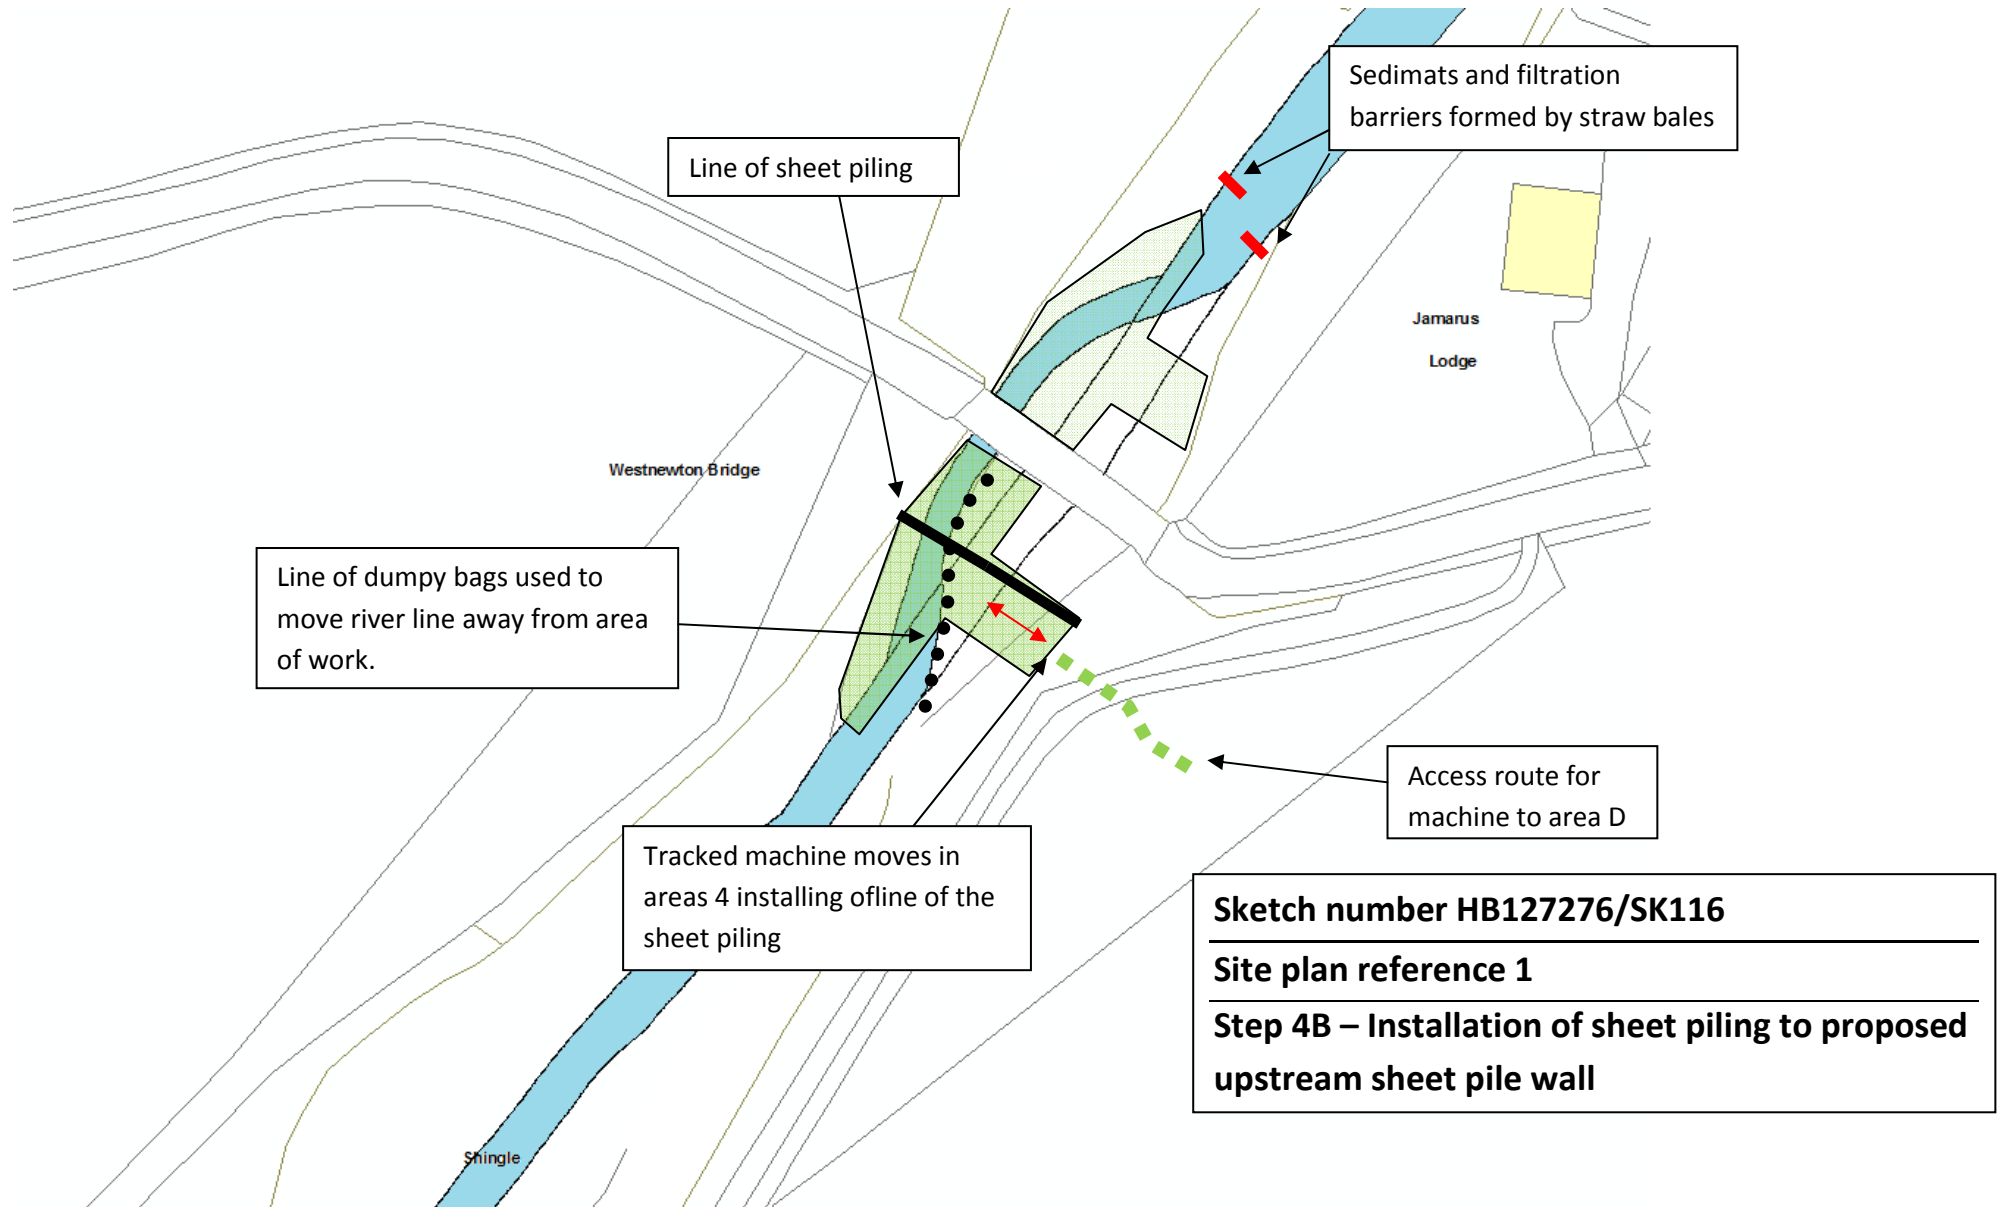 Sedimats and filtration
barriers formed by straw bales
Line of sheet piling
Jamarus
Lodge
Westnewton Bridge
Line of dumpy bags used to
move river line away from area
of work.
Access route for
machine to area D
Tracked machine moves in
areas 4 installing ofline of the
sheet piling
Sketch number HB127276/SK116
Site plan reference 1
Step 4B – Installation of sheet piling to proposed
upstream sheet pile wall
Shingle